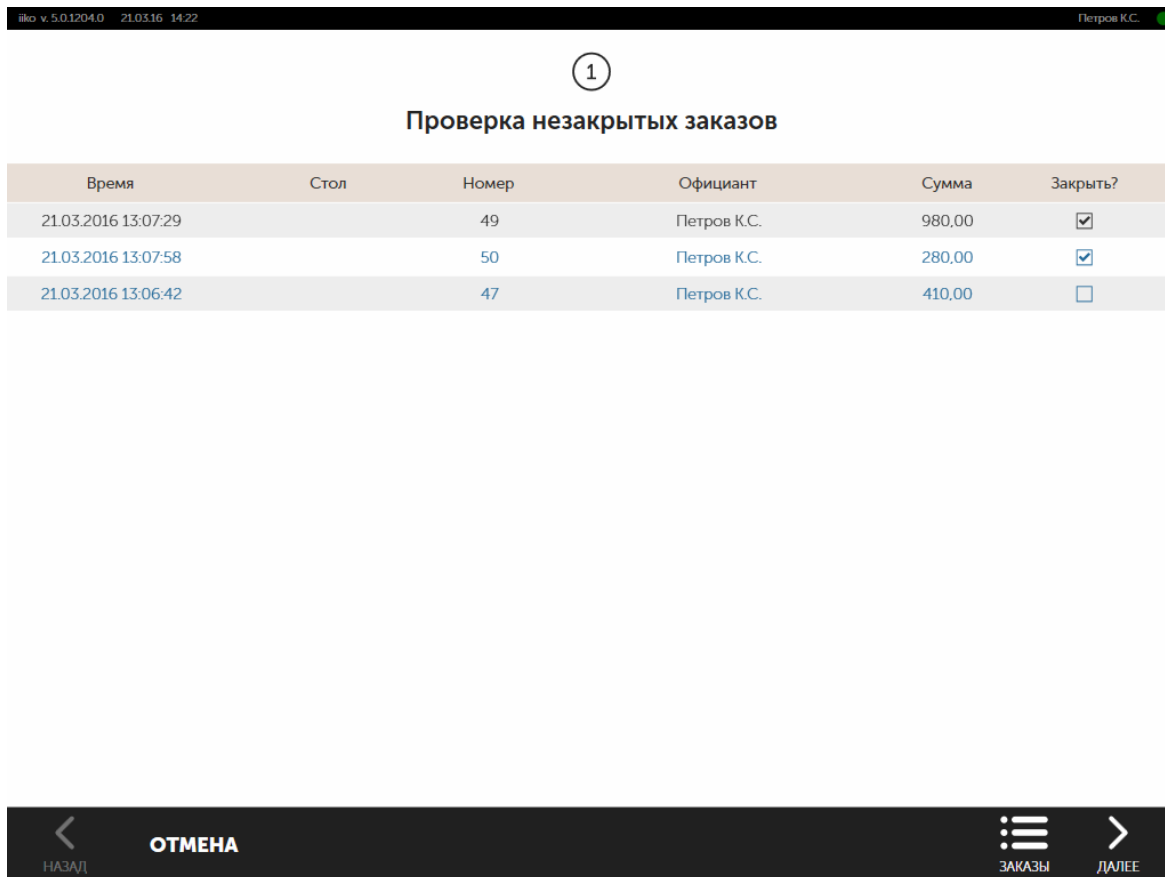 iiko v. 5.0.1204.0 21.03.16 14:22 Петров К.С.
1
Проверка незакрытых заказов
Время Стол Номер Официант Сумма Закрыть?
21.03.2016 13:07:29 49 Петров К.С. 980,00
21.03.2016 13:07:58 50 Петров К.С. 280,00
21.03.2016 13:06:42 47 Петров К.С. 410,00
НАЗАД ОТМЕНА ЗАКАЗЫ ДАЛЕЕ